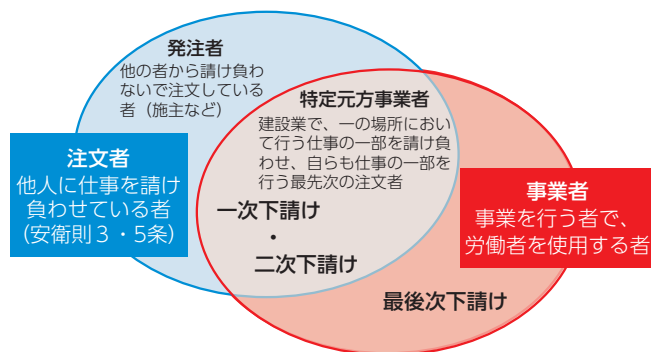 発注者
他の者から請け負わ
ないで注文している
者（施主など）
特定元方事業者
建設業で、一の場所におい
て行う仕事の一部を請け負
わせ、自らも仕事の一部を
行う最先次の注文者
注文者
他人に仕事を請け
負わせている者
(安衛則３・5条）
事業者
事業を行う者で、
労働者を使用する者
一次下請け
・
二次下請け
最後次下請け